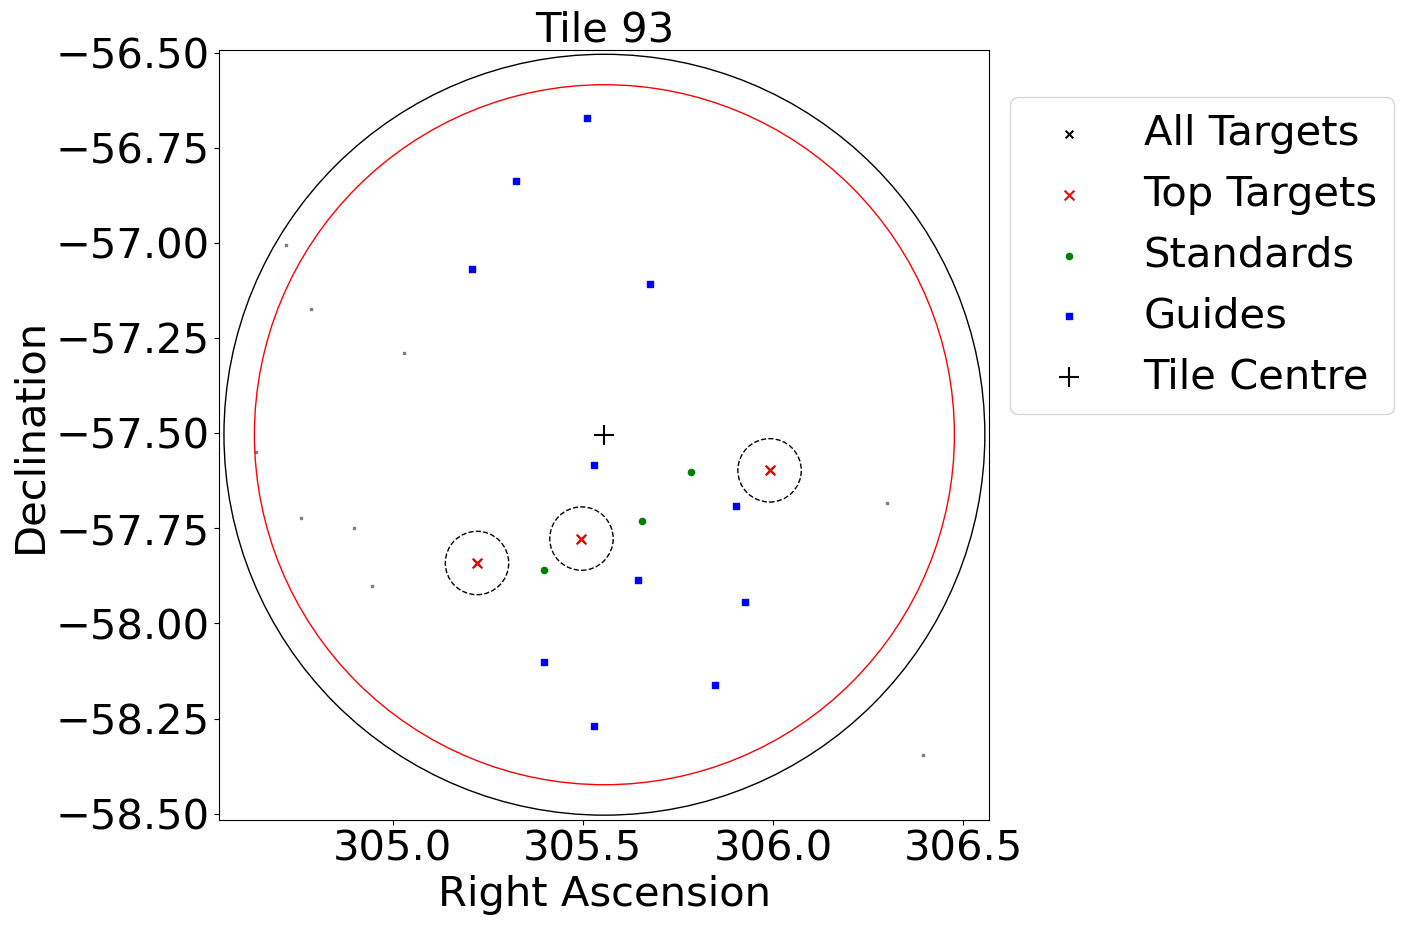 Tile 93
−56.50
−56.75
−57.00
−57.25
−57.50
−57.75
−58.00
−58.25
−58.50
Declination
305.0 305.5 306.0 306.5
Right Ascension
All Targets
Top Targets
Standards
Guides
Tile Centre